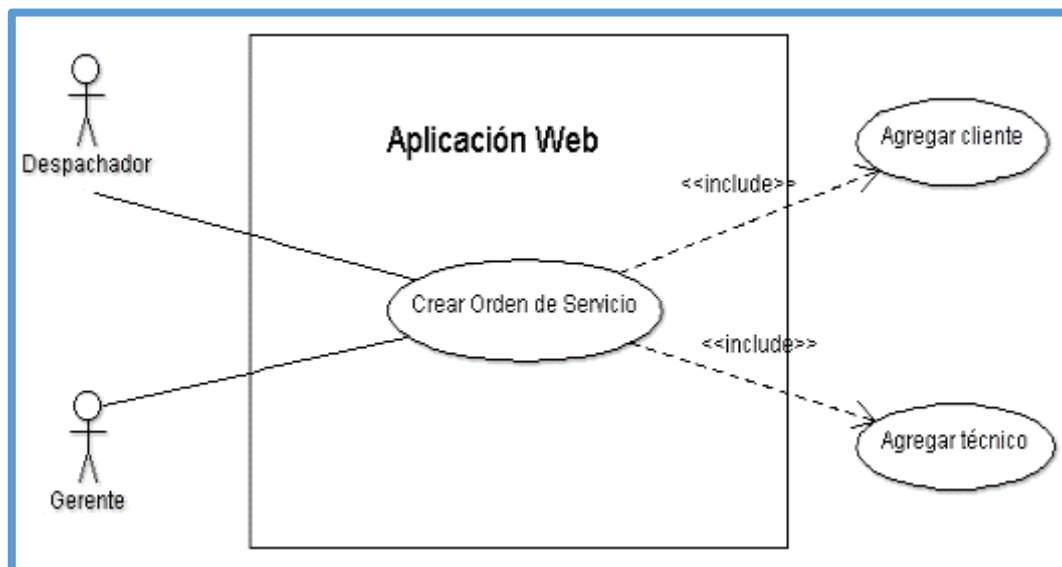 Despachador
Aplicación Web
Agregar cliente
<<include>>
Crear Orden de Servicio
<<include>>
Agregar técnico
Gerente